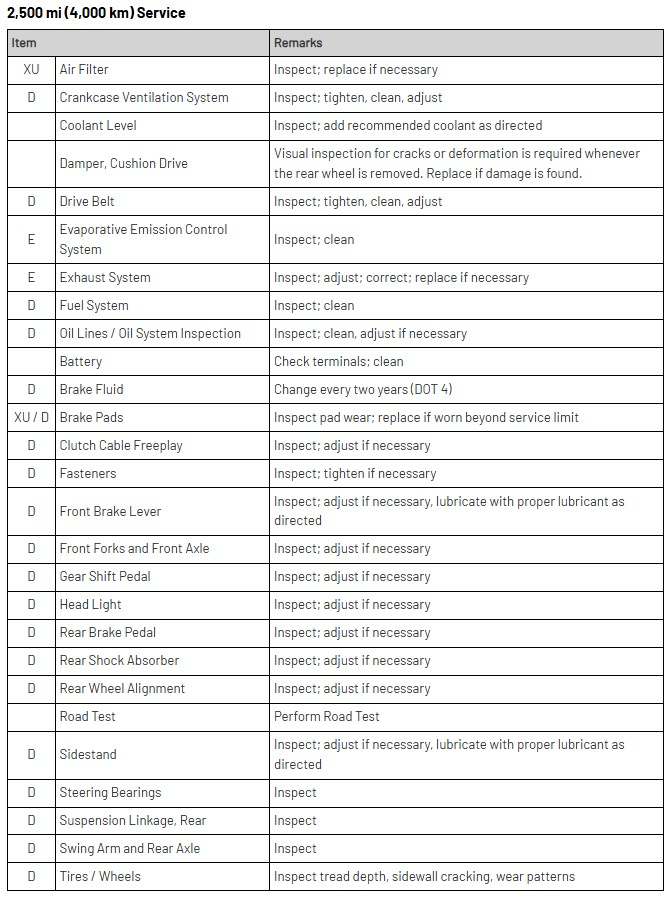 2,500 mi (4,000 km) Service
Item Remarks
XU Air Filter Inspect; replace if necessary
D Crankcase Ventilation System Inspect; tighten, clean, adjust
Coolant Level Inspect; add recommended coolant as directed
Damper, Cushion Drive Visual inspection for cracks or deformation is required whenever
the rear wheel is removed. Replace if damage is found.
D Drive Belt Inspect; tighten, clean, adjust
E Evaporative Emission Control
System Inspect; clean
E Exhaust System Inspect; adjust; correct; replace if necessary
D Fuel System Inspect; clean
D Oil Lines / Oil System Inspection Inspect; clean, adjust if necessary
Battery Check terminals; clean
D Brake Fluid Change every two years (DOT 4)
XU / D Brake Pads Inspect pad wear; replace if worn beyond service limit
D Clutch Cable Freeplay Inspect; adjust if necessary
D Fasteners Inspect; tighten if necessary
D Front Brake Lever Inspect; adjust if necessary, lubricate with proper lubricant as
directed
D Front Forks and Front Axle Inspect; adjust if necessary
D Gear Shift Pedal Inspect; adjust if necessary
D Head Light Inspect; adjust if necessary
D Rear Brake Pedal Inspect; adjust if necessary
D Rear Shock Absorber Inspect; adjust if necessary
D Rear Wheel Alignment Inspect; adjust if necessary
Road Test Perform Road Test
D Sidestand Inspect; adjust if necessary, lubricate with proper lubricant as
directed
D Steering Bearings Inspect
D Suspension Linkage, Rear Inspect
D Swing Arm and Rear Axle Inspect
D Tires / Wheels Inspect tread depth, sidewall cracking, wear patterns